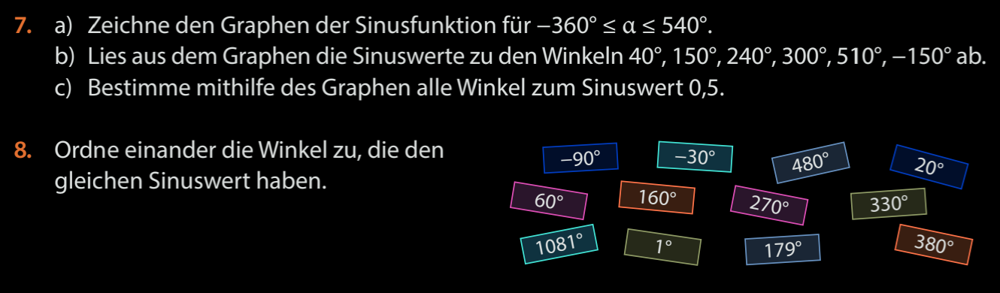 7. a) Zeichne den Graphen der Sinusfunktion für −360° ≤ α ≤ 540°.
b) Lies aus dem Graphen die Sinuswerte zu den Winkeln 40°, 150°, 240°, 300°, 510°, −150° ab.
c) Bestimme mithilfe des Graphen alle Winkel zum Sinuswert 0,5.
8. Ordne einander die Winkel zu, die den
gleichen Sinuswert haben.
−90° −30° 480° 20°
60° 160° 270° 330°
1081° 1° 179° 380°